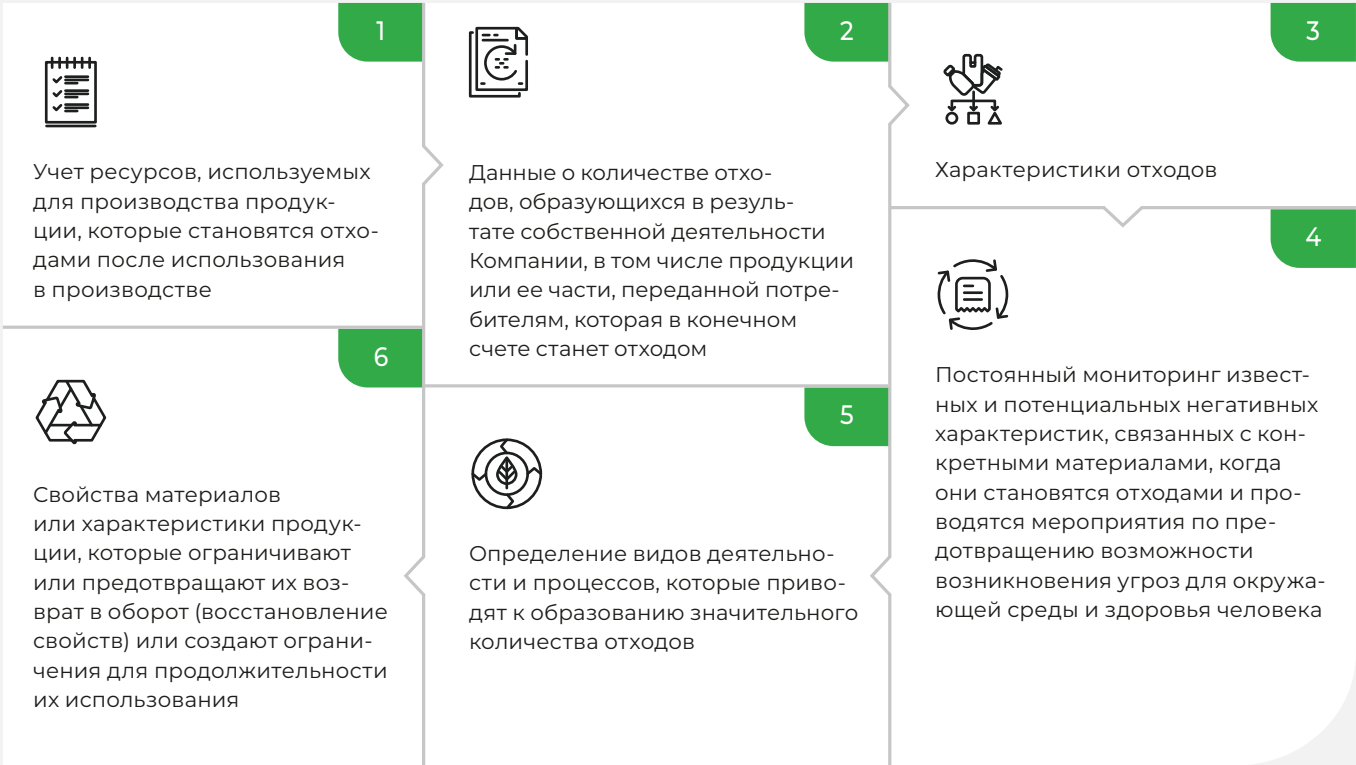 1
Учет ресурсов, используемых
для производства продук-
ции, которые становятся отхо-
дами после использования
в производстве
2
Данные о количестве отхо-
дов, образующихся в резуль-
тате собственной деятельности
Компании, в том числе продукции
или ее части, переданной потре-
бителям, которая в конечном
счете станет отходом
3
Характеристики отходов
4
Постоянный мониторинг извест-
ных и потенциальных негативных
характеристик, связанных с кон-
кретными материалами, когда
они становятся отходами и про-
водятся мероприятия по пре-
дотвращению возможности
возникновения угроз для окружа-
ющей среды и здоровья человека
5
Определение видов деятельно-
сти и процессов, которые приво-
дят к образованию значительного
количества отходов
6
Свойства материалов
или характеристики продук-
ции, которые ограничивают
или предотвращают их воз-
врат в оборот (восстановление
свойств) или создают ограни-
чения для продолжительности
их использования